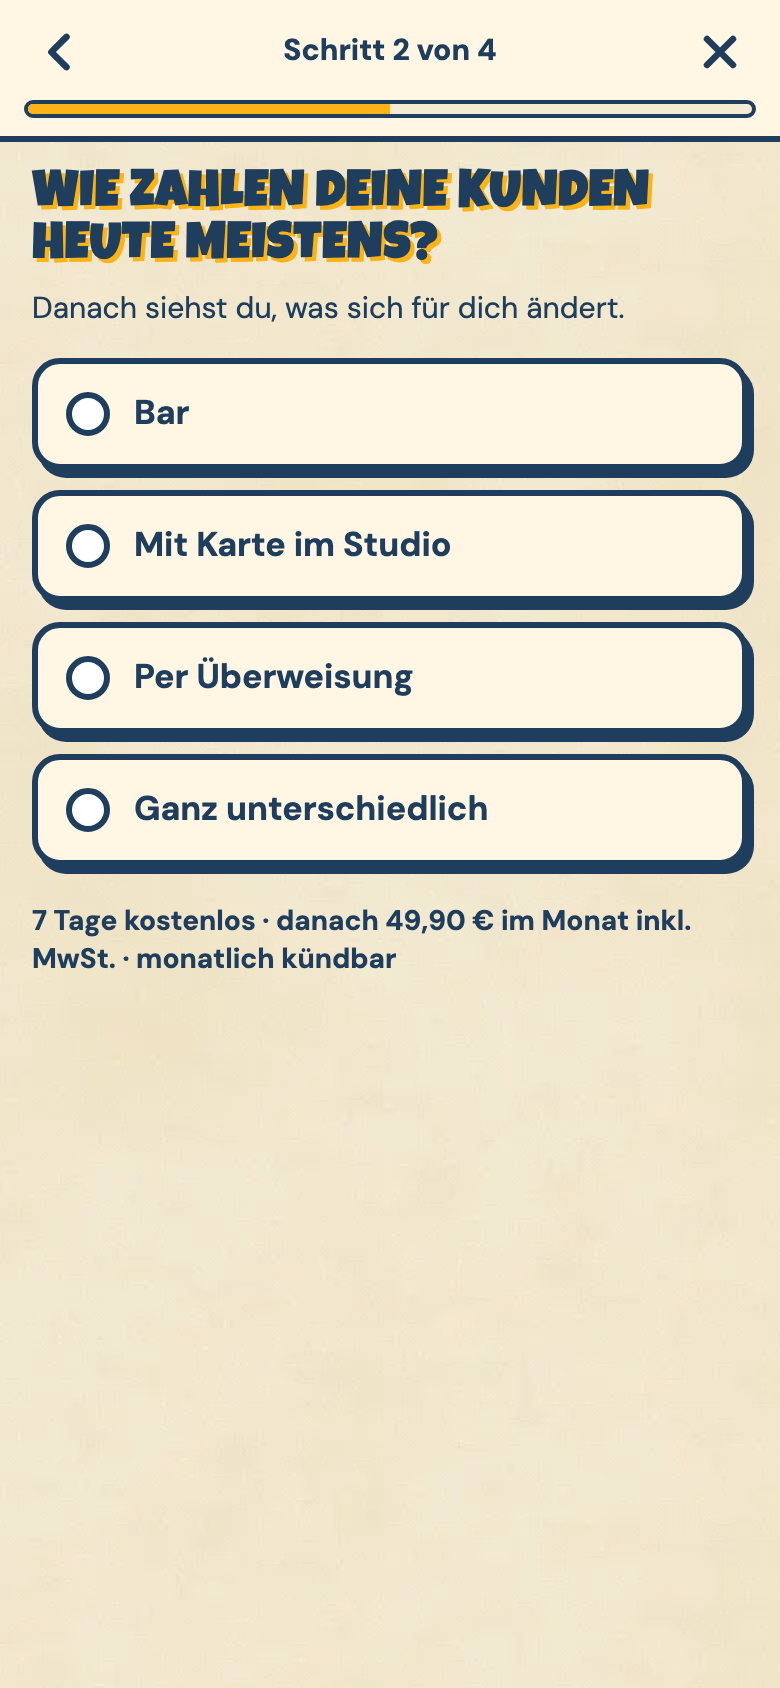 Schritt 2 von 4
WIE ZAHLEN DEINE KUNDEN
HEUTE MEISTENS?
Danach siehst du, was sich für dich ändert.
Bar
Mit Karte im Studio
Per Überweisung
Ganz unterschiedlich
7 Tage kostenlos · danach 49,90 € im Monat inkl.
MwSt. · monatlich kündbar